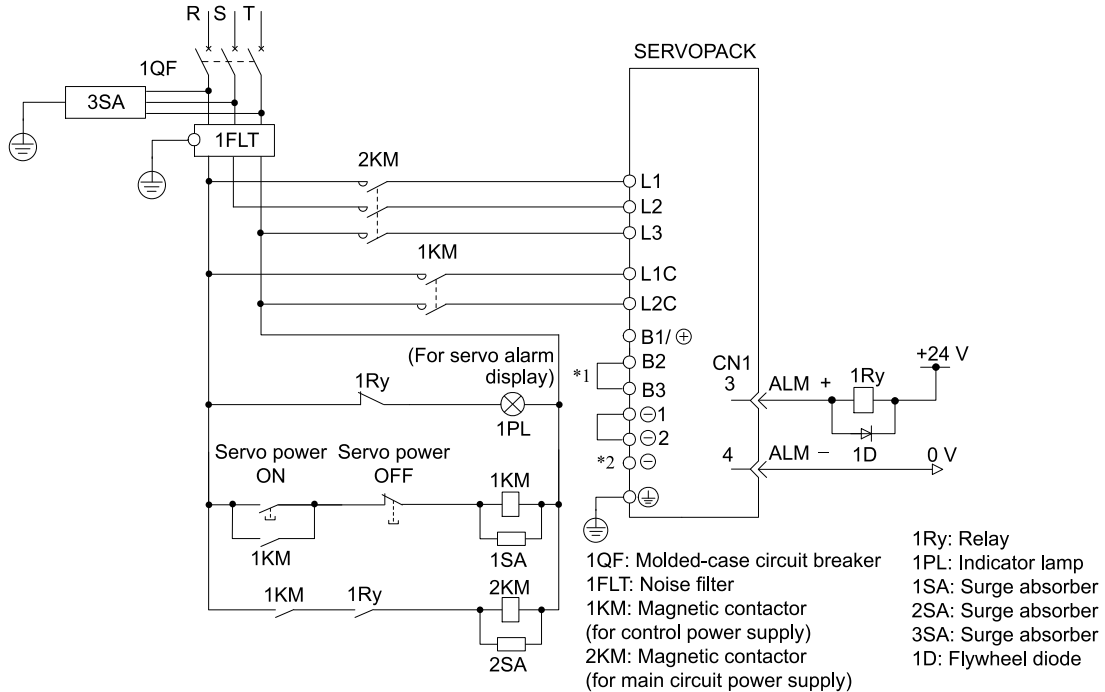 R S T
1QF
3SA
1FLT
SERVOPACK
2KM
L1
L2
L3
1KM
L1C
L2C
B1/ ⊕
B2
*1
B3
⊖1
⊖2
*2 ⊖
CN1
3 ALM +
1Ry
+24 V
1D
4 ALM −
0 V
(For servo alarm
display)
1Ry
1PL
Servo power
ON
Servo power
OFF
1KM
1KM
1SA
1KM
1Ry
2KM
2SA
1QF: Molded-case circuit breaker
1FLT: Noise filter
1KM: Magnetic contactor
(for control power supply)
2KM: Magnetic contactor
(for main circuit power supply)
1Ry: Relay
1PL: Indicator lamp
1SA: Surge absorber
2SA: Surge absorber
3SA: Surge absorber
1D: Flywheel diode